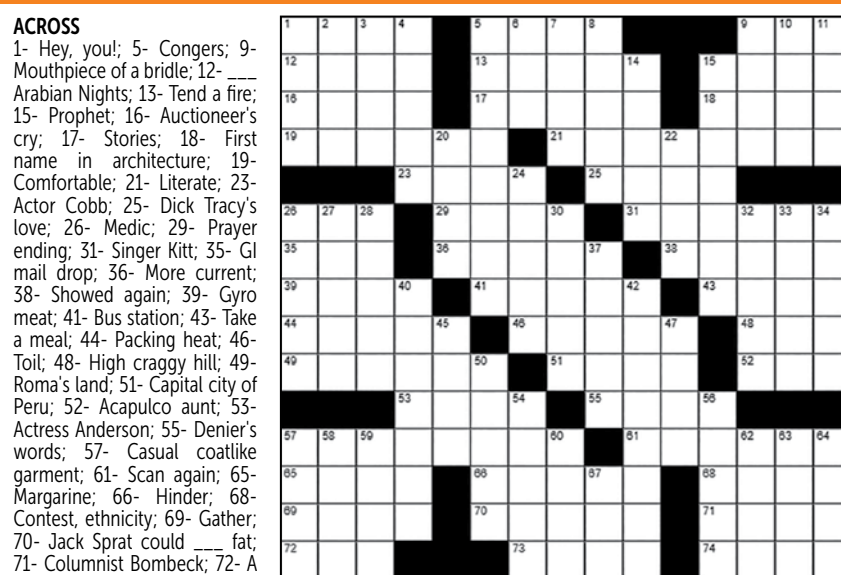 ACROSS
1- Hey, you!; 5- Congers; 9-
Mouthpiece of a bridle; 12- ___
Arabian Nights; 13- Tend a fire;
15- Prophet; 16- Auctioneer's
cry; 17- Stories; 18- First
name in architecture; 19-
Comfortable; 21- Literate; 23-
Actor Cobb; 25- Dick Tracy's
love; 26- Medic; 29- Prayer
ending; 31- Singer Kitt; 35- GI
mail drop; 36- More current;
38- Showed again; 39- Gyro
meat; 41- Bus station; 43- Take
a meal; 44- Packing heat; 46-
Toil; 48- High craggy hill; 49-
Roma's land; 51- Capital city of
Peru; 52- Acapulco aunt; 53-
Actress Anderson; 55- Denier's
words; 57- Casual coatlike
garment; 61- Scan again; 65-
Margarine; 66- Hinder; 68-
Contest, ethnicity; 69- Gather;
70- Jack Sprat could ___ fat;
71- Columnist Bombeck; 72- A
1 2 3 4 5 6 7 8 9 10 11
12 13 14 15
16 17 18
19 20 21 22
23 24 25
26 27 28 29 30 31 32 33 34
35 36 37 38
39 40 41 42 43
44 45 46 47 48
49 50 51 52
53 54 55 56
57 58 59 60 61 62 63 64
65 66 67 68
69 70 71
72 73 74